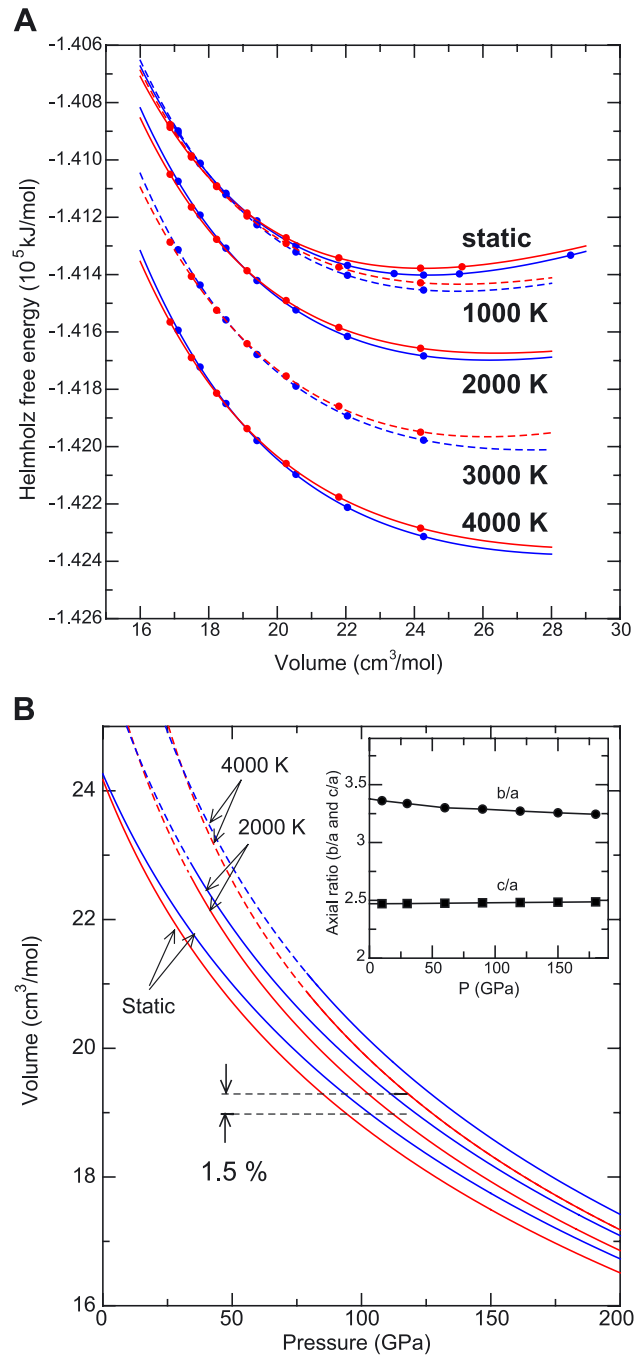 A
Helmholz free energy (10⁵ kJ/mol)
-1.406
-1.408
-1.410
-1.412
-1.414
-1.416
-1.418
-1.420
-1.422
-1.424
-1.426
static
1000 K
2000 K
3000 K
4000 K
16 18 20 22 24 26 28 30
Volume (cm³/mol)
B
Volume (cm³/mol)
24
22
20
18
16
4000 K
2000 K
Static
1.5 %
Axial ratio (b/a and c/a)
3.5
3
2.5
2
b/a
c/a
0 50 100 150
P (GPa)
0 50 100 150 200
Pressure (GPa)